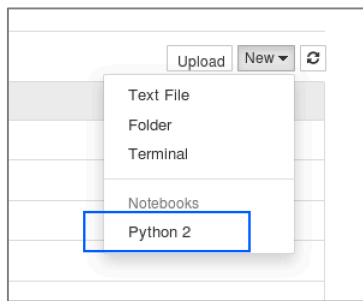 Upload New
Text File
Folder
Terminal
Notebooks
Python 2